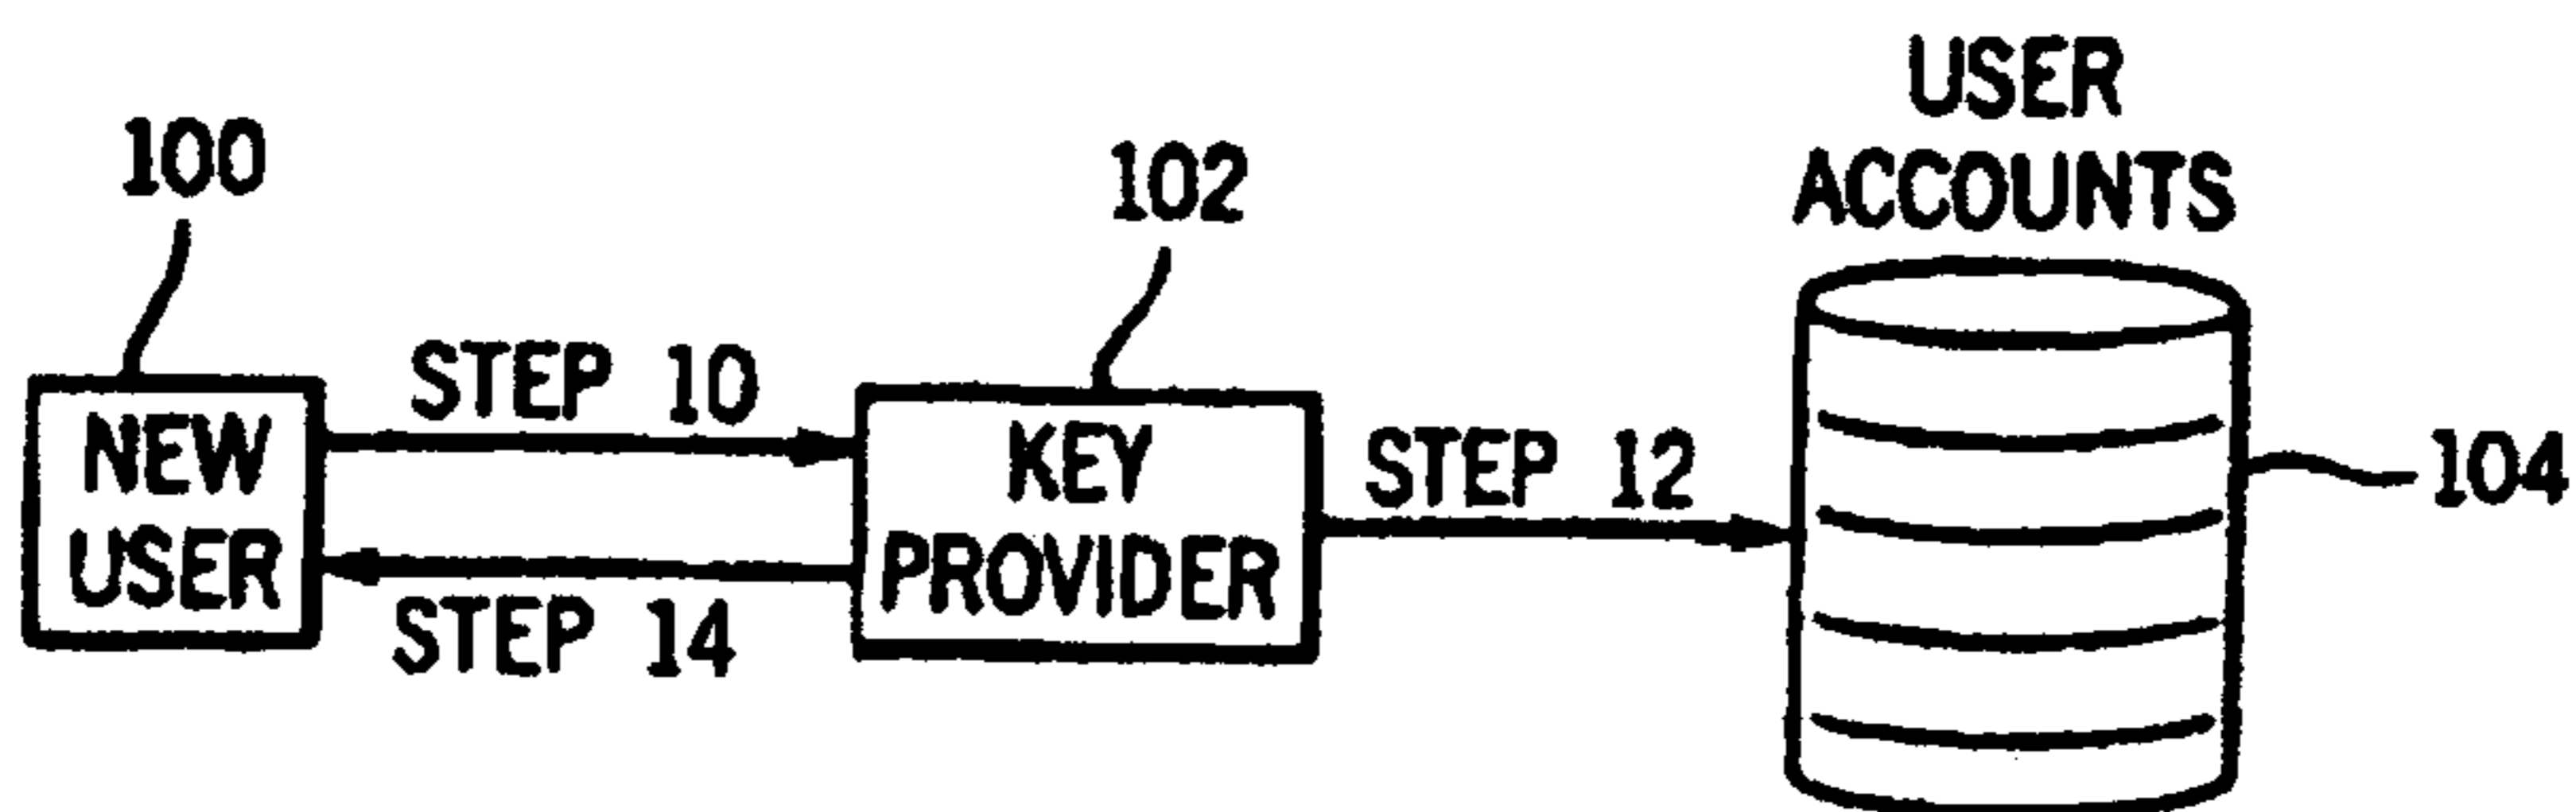 USER
ACCOUNTS
100
102
STEP 10
NEW
USER
KEY
PROVIDER
STEP 12
104
STEP 14